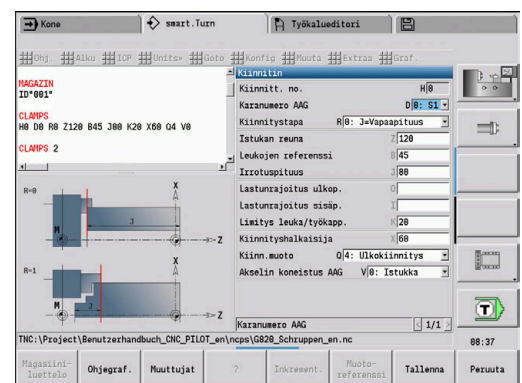 Kone
smart.Turn
Työkalueditori
Ohj. Alku ICP Units» Goto Konfig Muuta Extraa Graf.
MAGAZIN
ID"001"
CLAMPS
H0 D0 R0 Z120 B45 J80 K20 X60 Q4 V0
CLAMPS 2
R=0
X
J
M
Z
R=1
X
M
J
Z
Kiinnitin
Kiinnitt. no. H 0
Karanumero AAG D 0: S1
Kiinnitystapa R 0: J=Vapaapituus
Istukan reuna Z 120
Leukojen referenssi B 45
Irrotuspituus J 80
Lastunrajoitus ulkop. O
Lastunrajoitus sisäp. I
Limitys leuka/työkapp. K 20
Kiinnityshalkaisija X 60
Kiinn.muoto Q 4: Ulkokiinnitys
Akselin koneistus AAG V 0: Istukka
Karanumero AAG 1/1
TNC:\Project\Benutzerhandbuch_CNC_PILOT_en\ncps\G820_Schruppen_en.nc
T
08:37
Magasiini-luettelo
Ohjegraf.
Muuttujat
?
Inkrement.
Muoto-referenssi
Tallenna
Peruuta